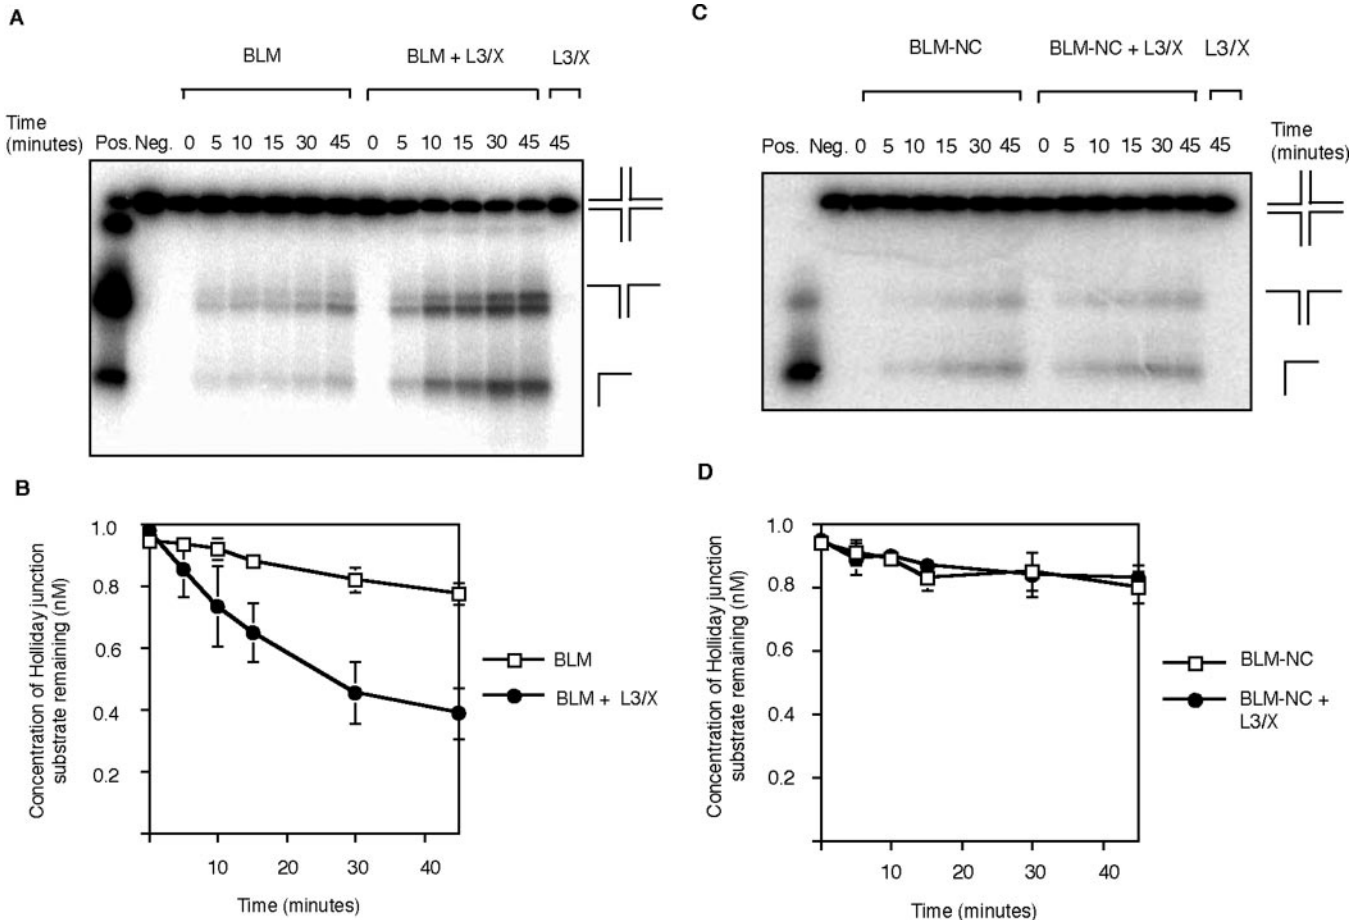 A
BLM BLM + L3/X L3/X
Time
(minutes) Pos. Neg. 0 5 10 15 30 45 0 5 10 15 30 45 45
C
BLM-NC BLM-NC + L3/X L3/X
Pos. Neg. 0 5 10 15 30 45 0 5 10 15 30 45 45 Time
(minutes)
B
Concentration of Holliday junction
substrate remaining (nM)
1.0
0.8
0.6
0.4
0.2
10 20 30 40
Time (minutes)
BLM
BLM + L3/X
D
Concentration of Holliday junction
substrate remaining (nM)
1.0
0.8
0.6
0.4
0.2
10 20 30 40
Time (minutes)
BLM-NC
BLM-NC +
L3/X